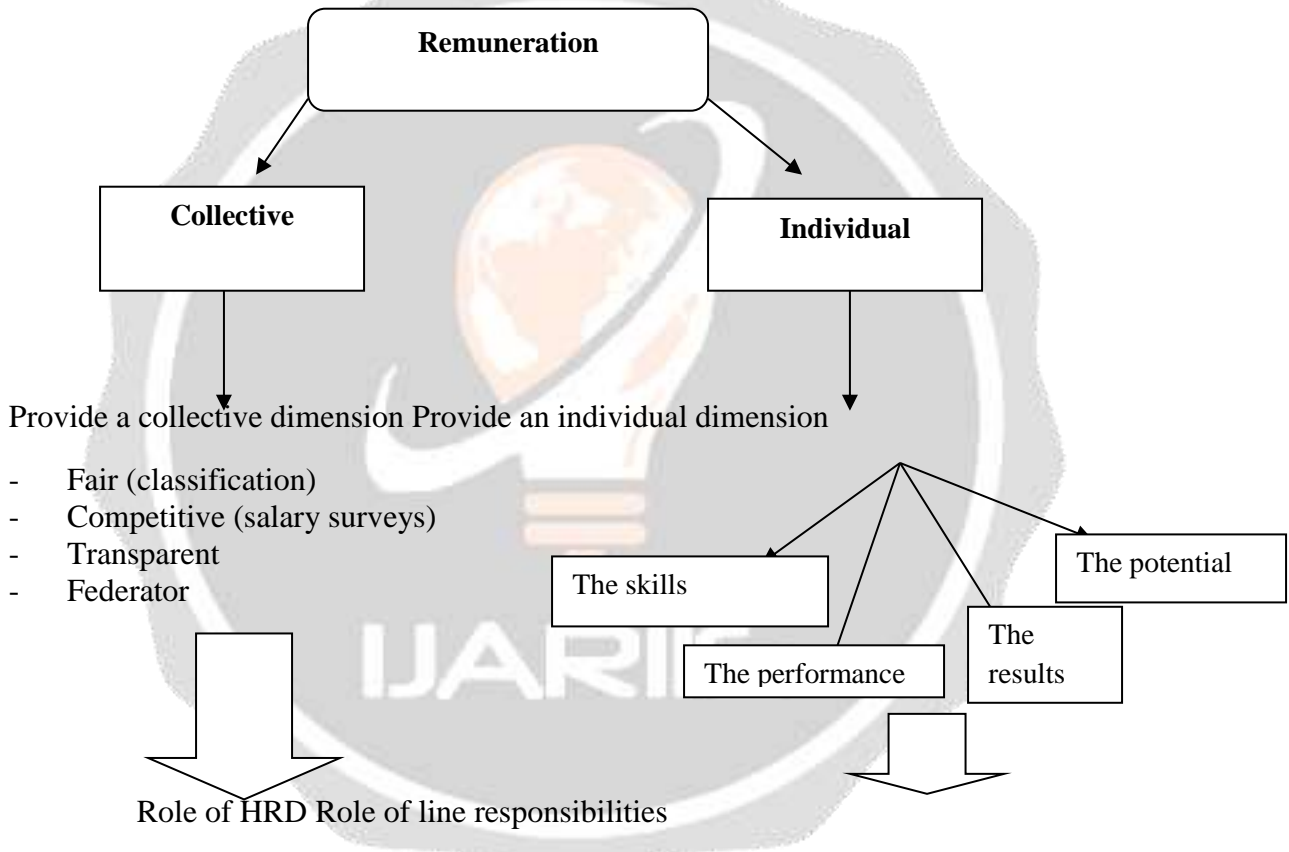 Remuneration
Collective
Individual
Provide a collective dimension Provide an individual dimension
- Fair (classification)
- Competitive (salary surveys)
- Transparent
- Federator
The skills
The potential
The performance
The
results
IJARI
Role of HRD Role of line responsibilities